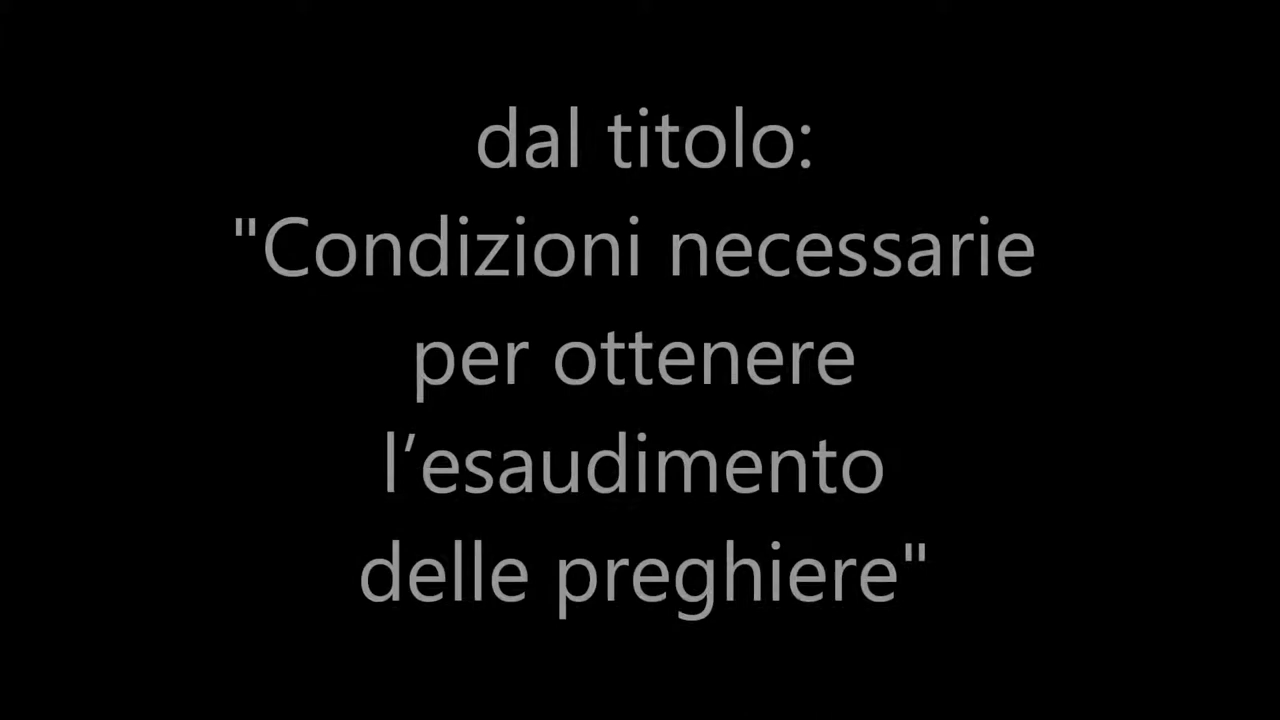 dal titolo:
"Condizioni necessarie
per ottenere
l’esaudimento
delle preghiere"